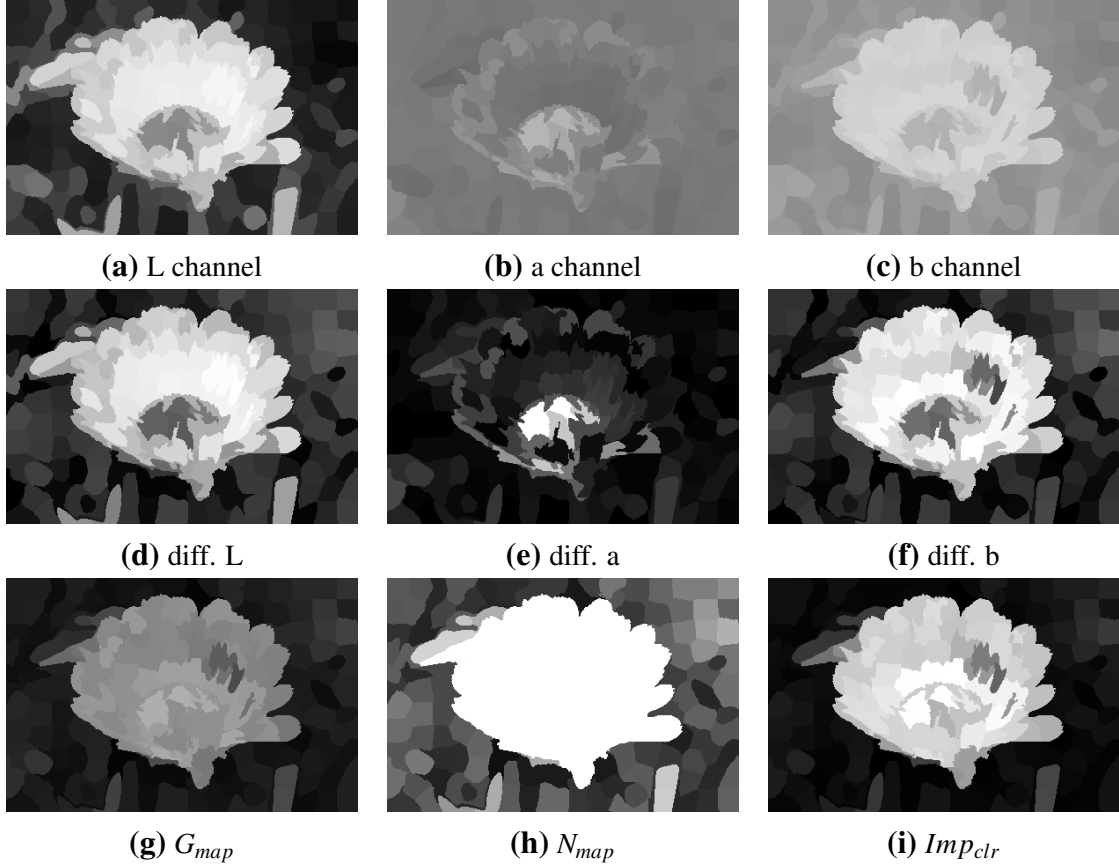 (a) L channel (b) a channel (c) b channel
(d) diff. L (e) diff. a (f) diff. b
(g) G_map (h) N_map (i) Imp_clr